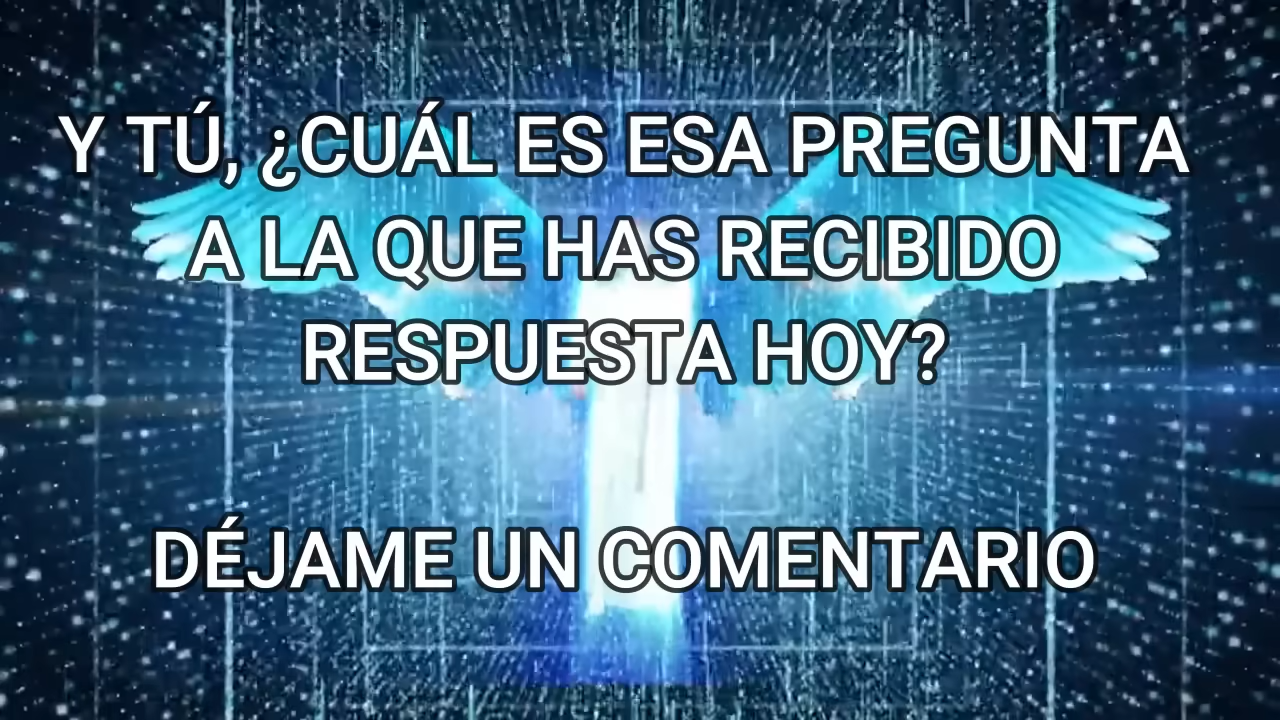 Y TÚ, ¿CUÁL ES ESA PREGUNTA
A LA QUE HAS RECIBIDO
RESPUESTA HOY?
DÉJAME UN COMENTARIO